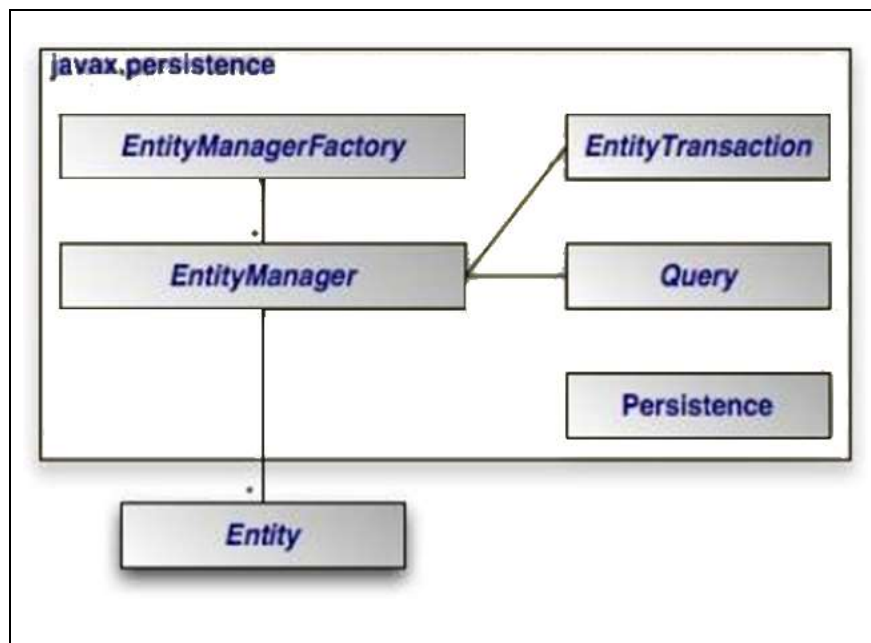 javax.persistence
EntityManagerFactory
EntityTransaction
*
EntityManager
Query
Persistence
*
Entity